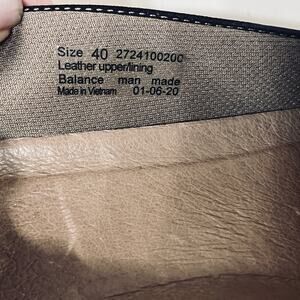 Size 40 2724100200
Leather upper/lining
Balance man made
Made in Vietnam 01-06-20